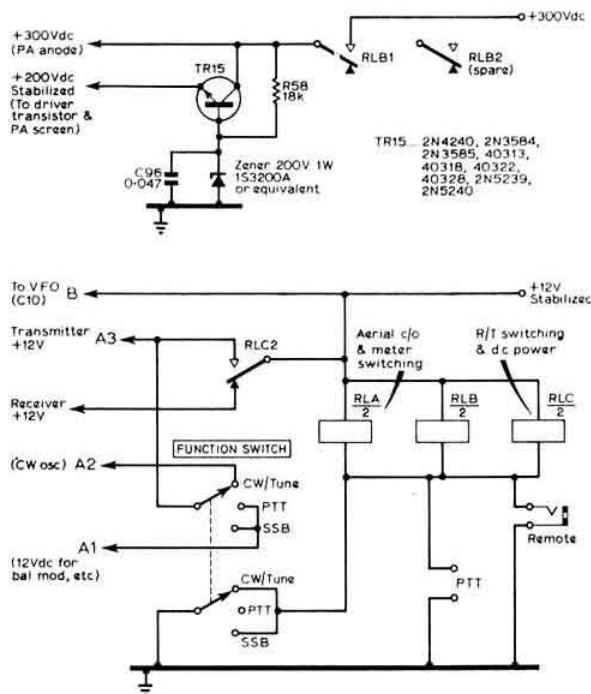 +300Vdc
+300Vdc
(PA anode)
RLB1
RLB2
(spare)
+200Vdc
Stabilized
(To driver
transistor &
PA screen)
TR15
R58
18k
TR15... 2N4240, 2N3584,
2N3585, 40313,
40318, 40322,
40328, 2N5239,
2N5240
C96
0·047
Zener 200V 1W
1S3200A
or equivalent
To VFO
(C10)
B
+12V
Stabilized
Transmitter
+12V
A3
RLC2
Aerial c/o
& meter
switching
R/T switching
& dc power
Receiver
+12V
RLA
2
RLB
2
RLC
2
FUNCTION SWITCH
(CW osc) A2
CW/Tune
PTT
SSB
A1
(12Vdc for
bal mod, etc)
Remote
CW/Tune
PTT
SSB
PTT